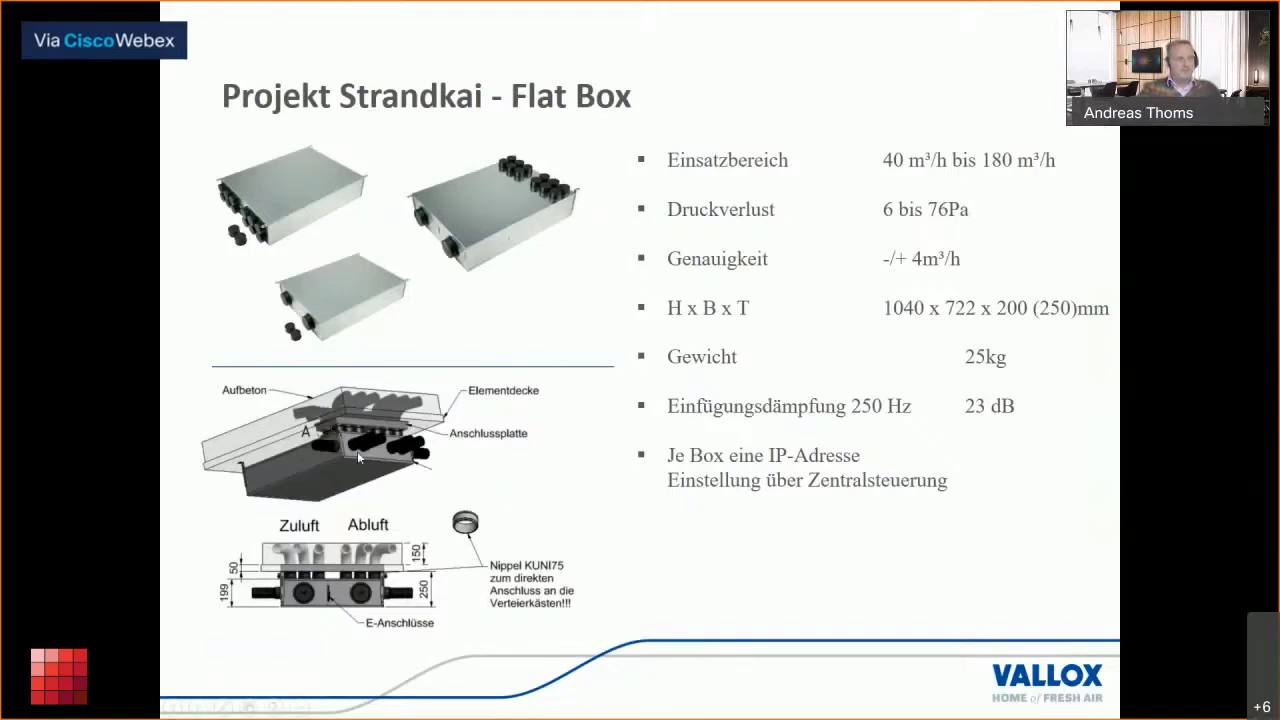 Via CiscoWebex
Andreas Thoms
Projekt Strandkai - Flat Box
▪ Einsatzbereich 40 m³/h bis 180 m³/h
▪ Druckverlust 6 bis 76Pa
▪ Genauigkeit -/+ 4m³/h
▪ H x B x T 1040 x 722 x 200 (250)mm
▪ Gewicht 25kg
▪ Einfügungsdämpfung 250 Hz 23 dB
▪ Je Box eine IP-Adresse
Einstellung über Zentralsteuerung
Aufbeton
Elementdecke
A
Anschlussplatte
Zuluft Abluft
150
50
199
250
Nippel KUNI75
zum direkten
Anschluss an die
Verteierkästen!!!
E-Anschlüsse
VALLOX
HOME of FRESH AIR
+6